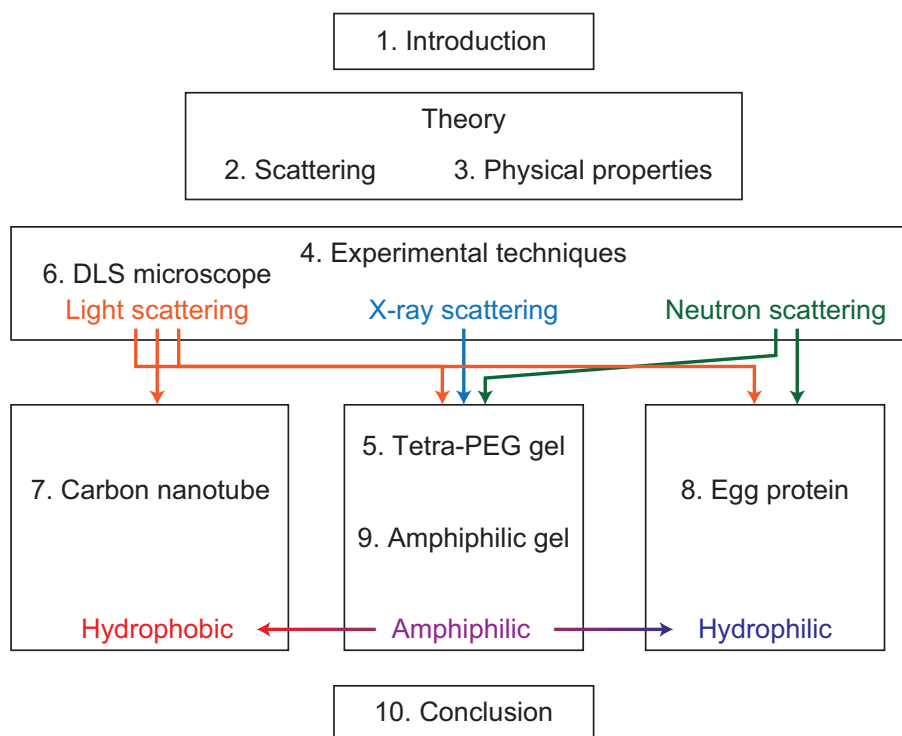 1. Introduction
Theory
2. Scattering 3. Physical properties
4. Experimental techniques
6. DLS microscope
Light scattering X-ray scattering Neutron scattering
5. Tetra-PEG gel
7. Carbon nanotube 8. Egg protein
9. Amphiphilic gel
Hydrophobic Amphiphilic Hydrophilic
10. Conclusion